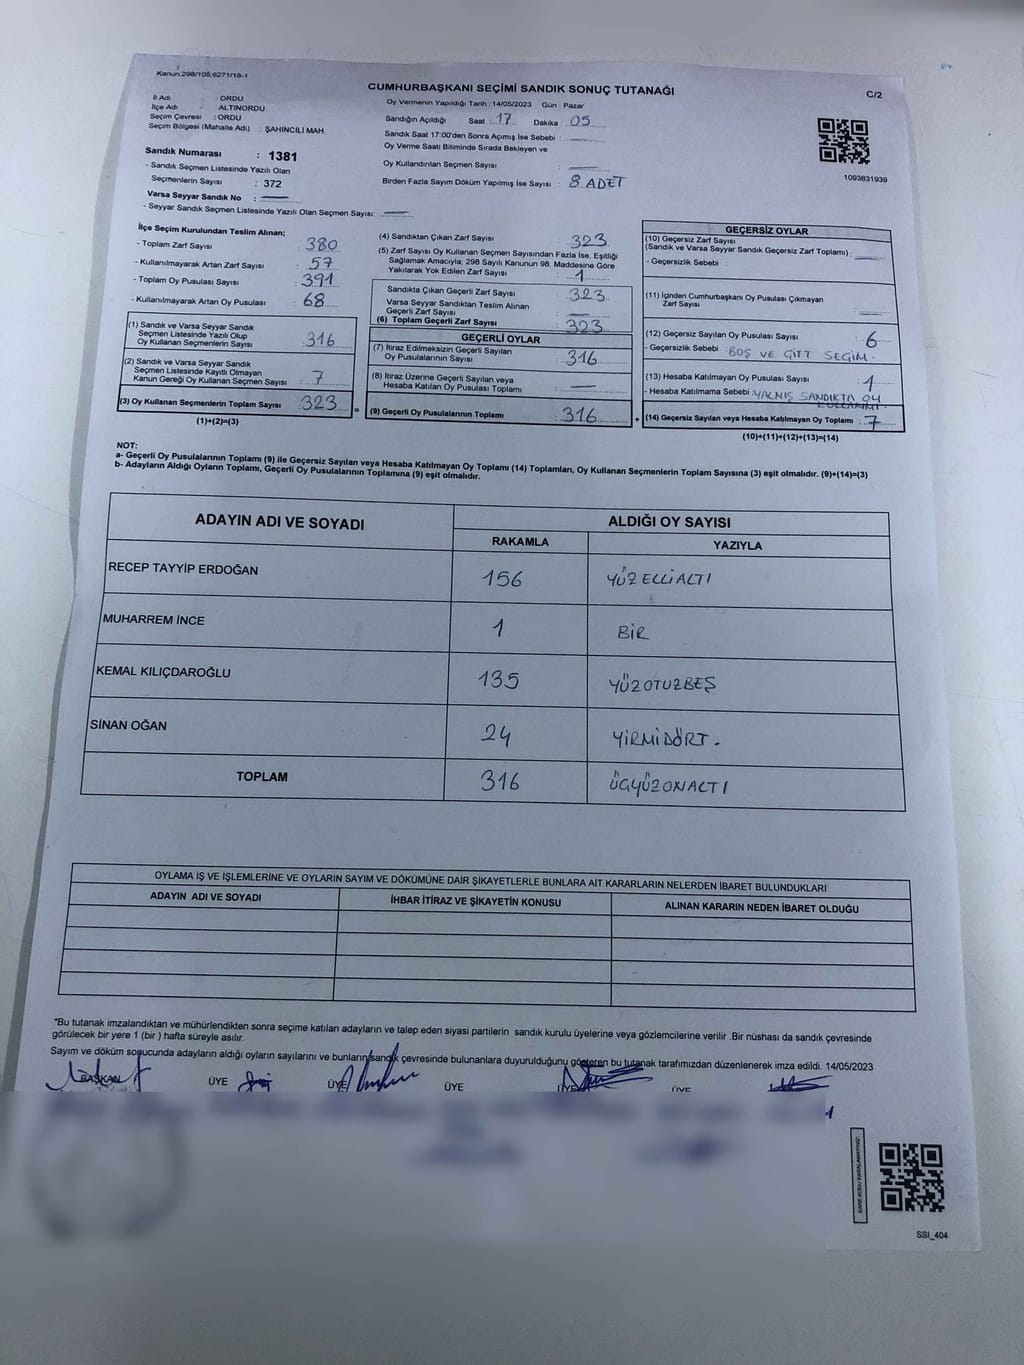 Kanun:298/105;6271/18-1
CUMHURBAŞKANI SEÇİMİ SANDIK SONUÇ TUTANAĞI
C/2
İl Adı : ORDU
İlçe Adı : ALTINORDU
Seçim Çevresi : ORDU
Seçim Bölgesi (Mahalle Adı) : ŞAHİNCİLİ MAH.
Oy Vermenin Yapıldığı Tarih :14/05/2023 Gün : Pazar
Sandığın Açıldığı Saat : 17 Dakika : 05
Sandık Saat 17:00'den Sonra Açımış İse Sebebi :
Oy Verme Saati Bitiminde Sırada Bekleyen ve
Oy Kullandırılan Seçmen Sayısı :
Birden Fazla Sayım Döküm Yapılmış İse Sayısı : 8 ADET
1093831939
Sandık Numarası : 1381
- Sandık Seçmen Listesinde Yazılı Olan
Seçmenlerin Sayısı : 372
Varsa Seyyar Sandık No :
- Seyyar Sandık Seçmen Listesinde Yazılı Olan Seçmen Sayısı:
İlçe Seçim Kurulundan Teslim Alınan;
- Toplam Zarf Sayısı : 380
- Kullanılmayarak Artan Zarf Sayısı : 57
- Toplam Oy Pusulası Sayısı : 391
- Kullanılmayarak Artan Oy Pusulası : 68
(1) Sandık ve Varsa Seyyar Sandık
Seçmen Listesinde Yazılı Olup
Oy Kullanan Seçmenlerin Sayısı : 316
(2) Sandık ve Varsa Seyyar Sandık
Seçmen Listesinde Kayıtlı Olmayan
Kanun Gereği Oy Kullanan Seçmen Sayısı : 7
(3) Oy Kullanan Seçmenlerin Toplam Sayısı : 323
(1)+(2)=(3)
(4) Sandıktan Çıkan Zarf Sayısı : 323
(5) Zarf Sayısı Oy Kullanan Seçmen Sayısından Fazla İse, Eşitliği
Sağlamak Amacıyla, 298 Sayılı Kanunun 98. Maddesine Göre
Yakılarak Yok Edilen Zarf Sayısı : 1
Sandıkta Çıkan Geçerli Zarf Sayısı : 323
Varsa Seyyar Sandıktan Teslim Alınan
Geçerli Zarf Sayısı :
(6) Toplam Geçerli Zarf Sayısı : 323
GEÇERLİ OYLAR
(7) İtiraz Edilmeksizin Geçerli Sayılan
Oy Pusulalarının Sayısı : 316
(8) İtiraz Üzerine Geçerli Sayılan veya
Hesaba Katılan Oy Pusulası Toplamı :
= (9) Geçerli Oy Pusulalarının Toplamı : 316 +
GEÇERSİZ OYLAR
(10) Geçersiz Zarf Sayısı
(Sandık ve Varsa Seyyar Sandık Geçersiz Zarf Toplamı) :
- Geçersizlik Sebebi :
(11) İçinden Cumhurbaşkanı Oy Pusulası Çıkmayan
Zarf Sayısı :
(12) Geçersiz Sayılan Oy Pusulası Sayısı : 6
- Geçersizlik Sebebi : BOŞ VE ÇİFT SEÇİM.
(13) Hesaba Katılmayan Oy Pusulası Sayısı : 1
- Hesaba Katılmama Sebebi : YALNIŞ SANDIKTA OY
(14) Geçersiz Sayılan veya Hesaba Katılmayan Oy Toplamı : 7
(10)+(11)+(12)+(13)=(14)
NOT:
a- Geçerli Oy Pusulalarının Toplamı (9) ile Geçersiz Sayılan veya Hesaba Katılmayan Oy Toplamı (14) Toplamları, Oy Kullanan Seçmenlerin Toplam Sayısına (3) eşit olmalıdır. (9)+(14)=(3)
b- Adayların Aldığı Oyların Toplamı, Geçerli Oy Pusulalarının Toplamına (9) eşit olmalıdır.
ADAYIN ADI VE SOYADI ALDIĞI OY SAYISI
RAKAMLA YAZIYLA
RECEP TAYYİP ERDOĞAN 156 YÜZELLİALTI
MUHARREM İNCE 1 BİR
KEMAL KILIÇDAROĞLU 135 YÜZOTUZBEŞ
SİNAN OĞAN 24 YİRMİDÖRT.
TOPLAM 316 ÜÇYÜZONALTI
OYLAMA İŞ VE İŞLEMLERİNE VE OYLARIN SAYIM VE DÖKÜMÜNE DAİR ŞİKAYETLERLE BUNLARA AİT KARARLARIN NELERDEN İBARET BULUNDUKLARI
ADAYIN ADI VE SOYADI İHBAR İTİRAZ VE ŞİKAYETİN KONUSU ALINAN KARARIN NEDEN İBARET OLDUĞU
*Bu tutanak imzalandıktan ve mühürlendikten sonra seçime katılan adayların ve talep eden siyasi partilerin sandık kurulu üyelerine veya gözlemcilerine verilir .Bir nüshası da sandık çevresinde
görülecek bir yere 1 (bir ) hafta süreyle asılır.
Sayım ve döküm sonucunda adayların aldığı oyların sayılarını ve bunların sandık çevresinde bulunanlara duyurulduğunu gösteren bu tutanak tarafımızdan düzenlenerek imza edildi. 14/05/2023
BAŞKAN ÜYE ÜYE ÜYE ÜYE ÜYE
KARE KODU KARALAMAYINIZ!
SSI_404